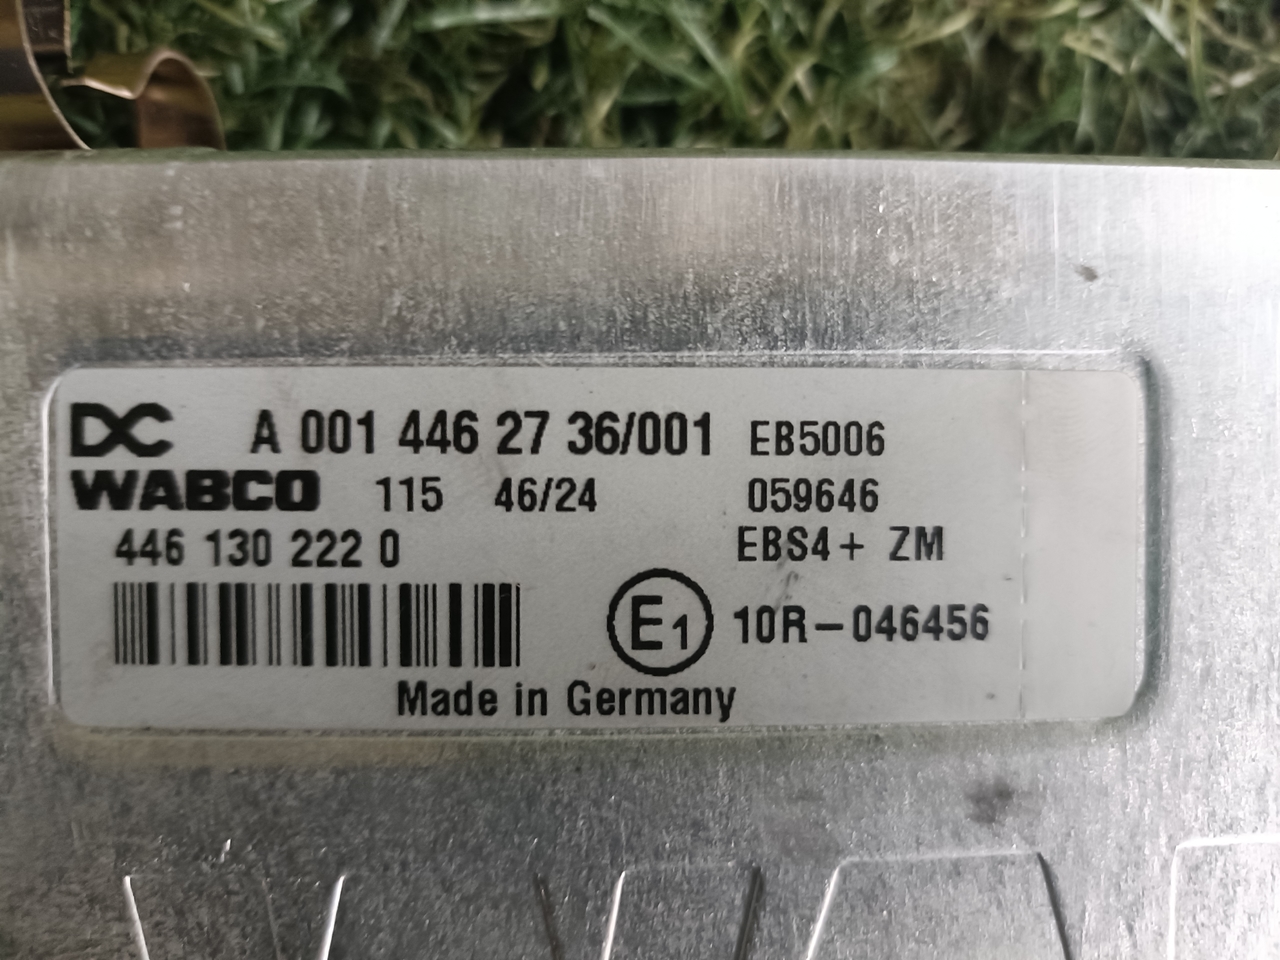 DC A 001 446 27 36/001 EB5006
WABCO 115 46/24 059646
446 130 222 0 EBS4+ ZM
E1 10R-046456
Made in Germany